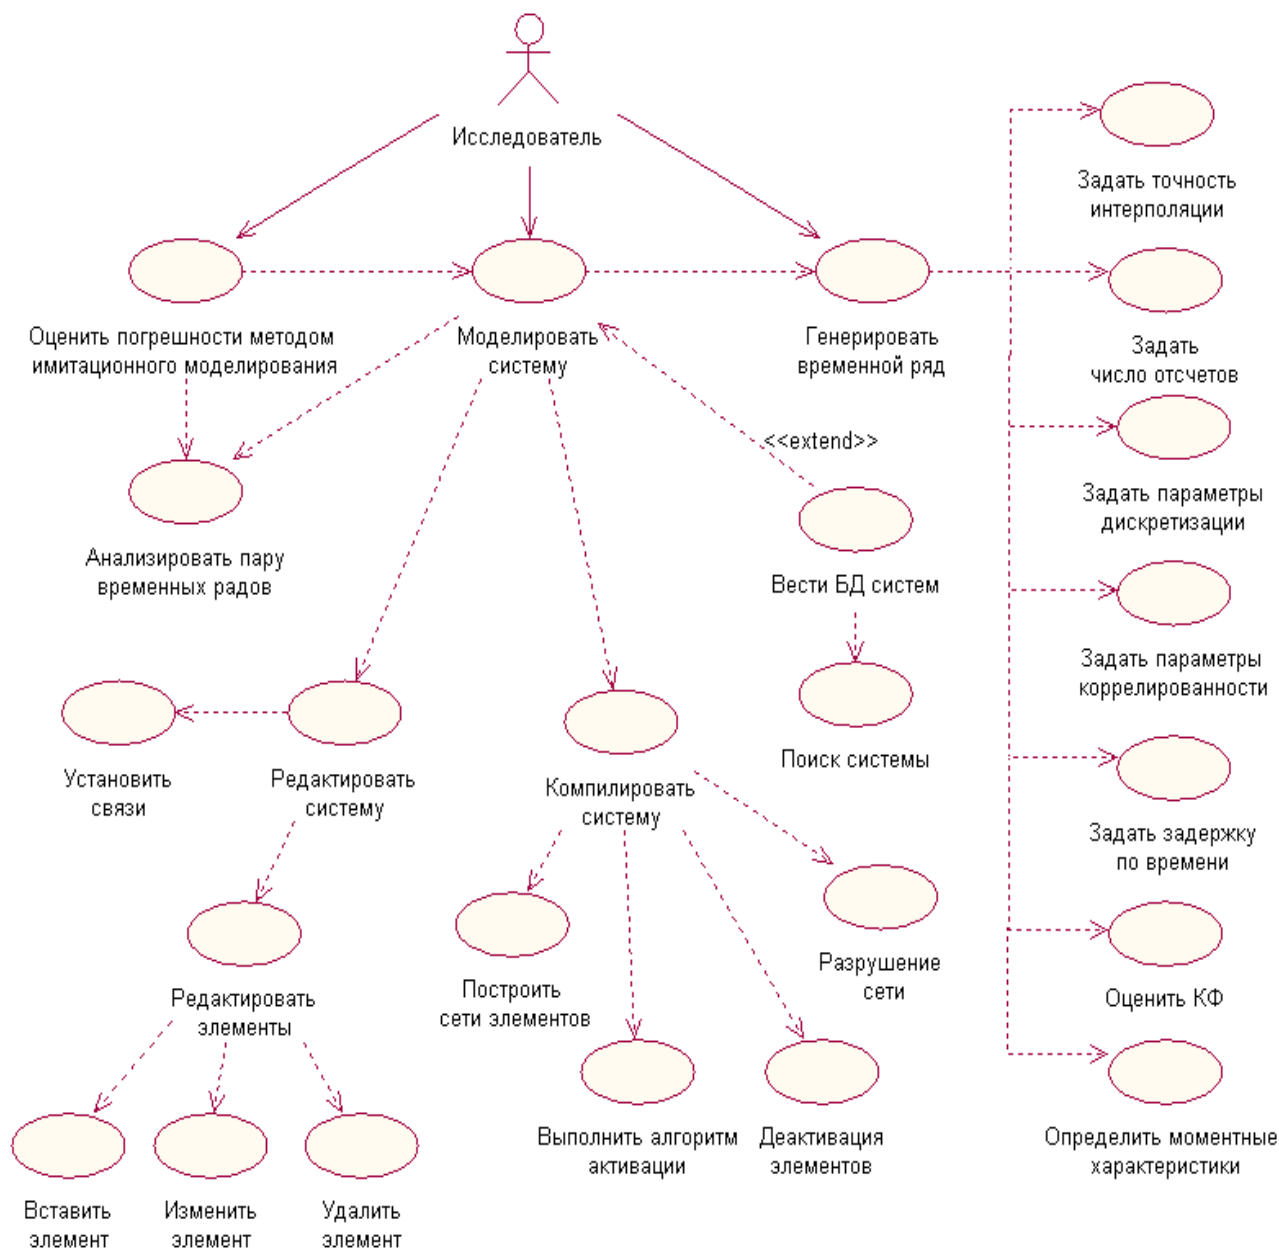 Исследователь
Задать точность
интерполяции
Оценить погрешности методом
имитационного моделирования
Моделировать
систему
Генерировать
временной ряд
Задать
число отсчетов
<<extend>>
Задать параметры
дискретизации
Анализировать пару
временных радов
Вести БД систем
Задать параметры
коррелированности
Установить
связи
Редактировать
систему
Компилировать
систему
Поиск системы
Задать задержку
по времени
Редактировать
элементы
Построить
сети элементов
Разрушение
сети
Оценить КФ
Выполнить алгоритм
активации
Деактивация
элементов
Определить моментные
характеристики
Вставить
элемент
Изменить
элемент
Удалить
элемент